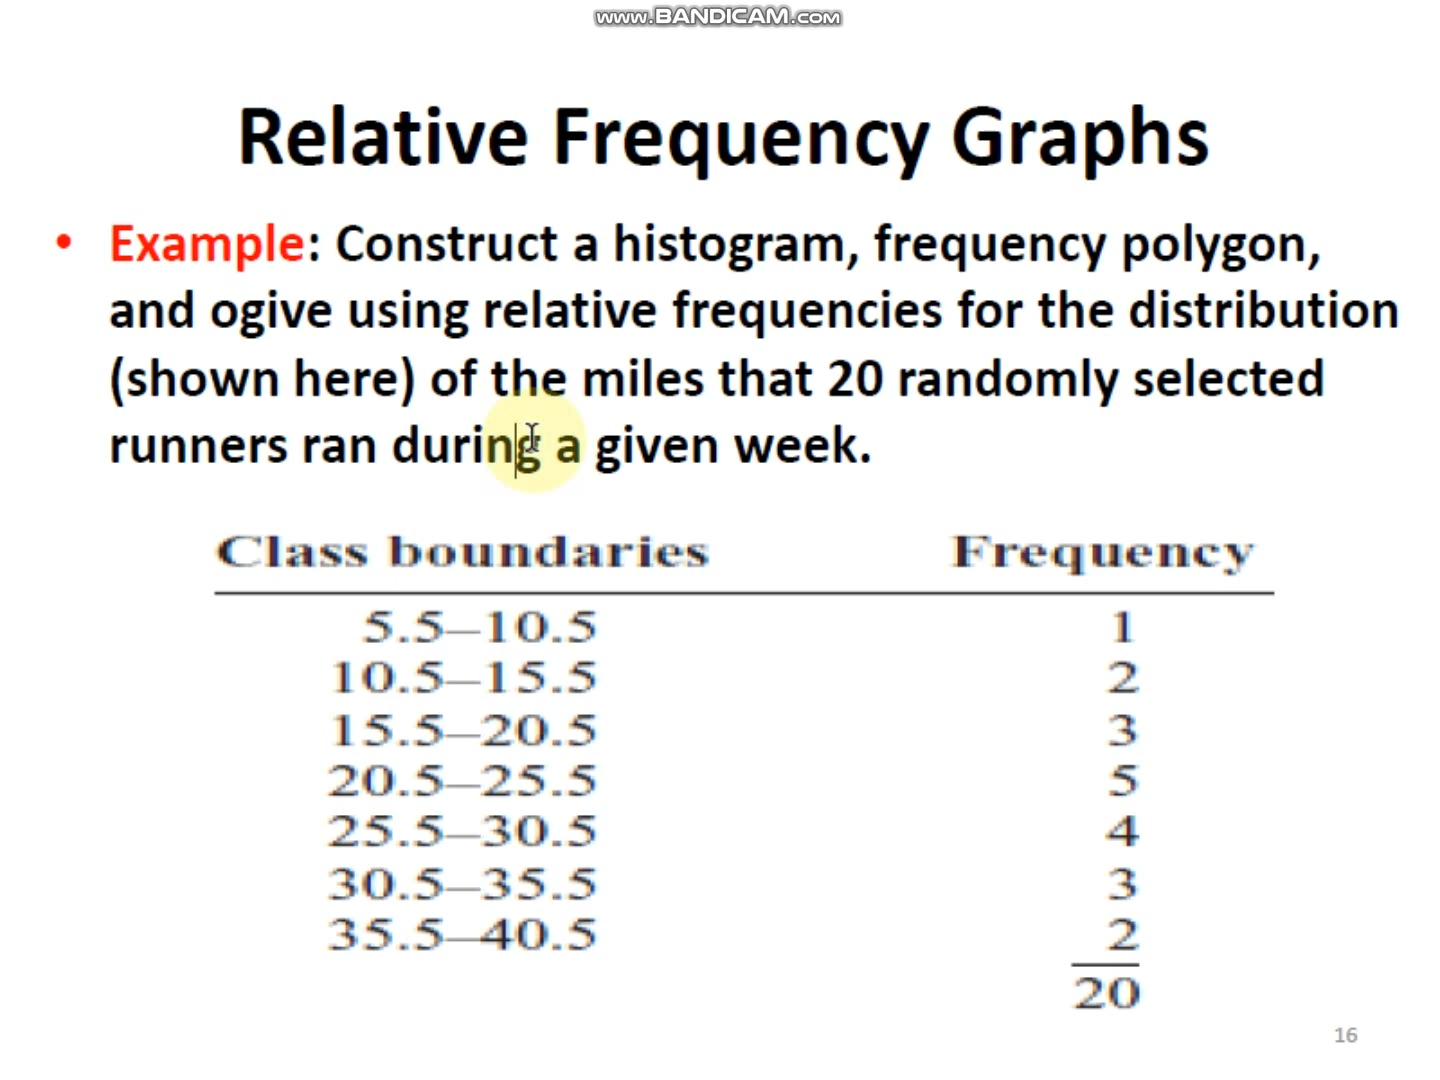 www.BANDICAM.com
Relative Frequency Graphs
• Example: Construct a histogram, frequency polygon,
and ogive using relative frequencies for the distribution
(shown here) of the miles that 20 randomly selected
runners ran during a given week.
Class boundaries Frequency
5.5–10.5 1
10.5–15.5 2
15.5–20.5 3
20.5–25.5 5
25.5–30.5 4
30.5–35.5 3
35.5–40.5 2
20
16